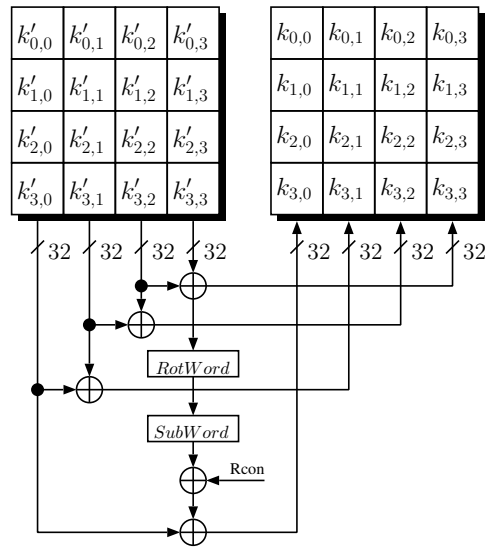 k′0,0 k′0,1 k′0,2 k′0,3 k0,0 k0,1 k0,2 k0,3
k′1,0 k′1,1 k′1,2 k′1,3 k1,0 k1,1 k1,2 k1,3
k′2,0 k′2,1 k′2,2 k′2,3 k2,0 k2,1 k2,2 k2,3
k′3,0 k′3,1 k′3,2 k′3,3 k3,0 k3,1 k3,2 k3,3
32 32 32 32 32 32 32 32
RotWord
SubWord
Rcon